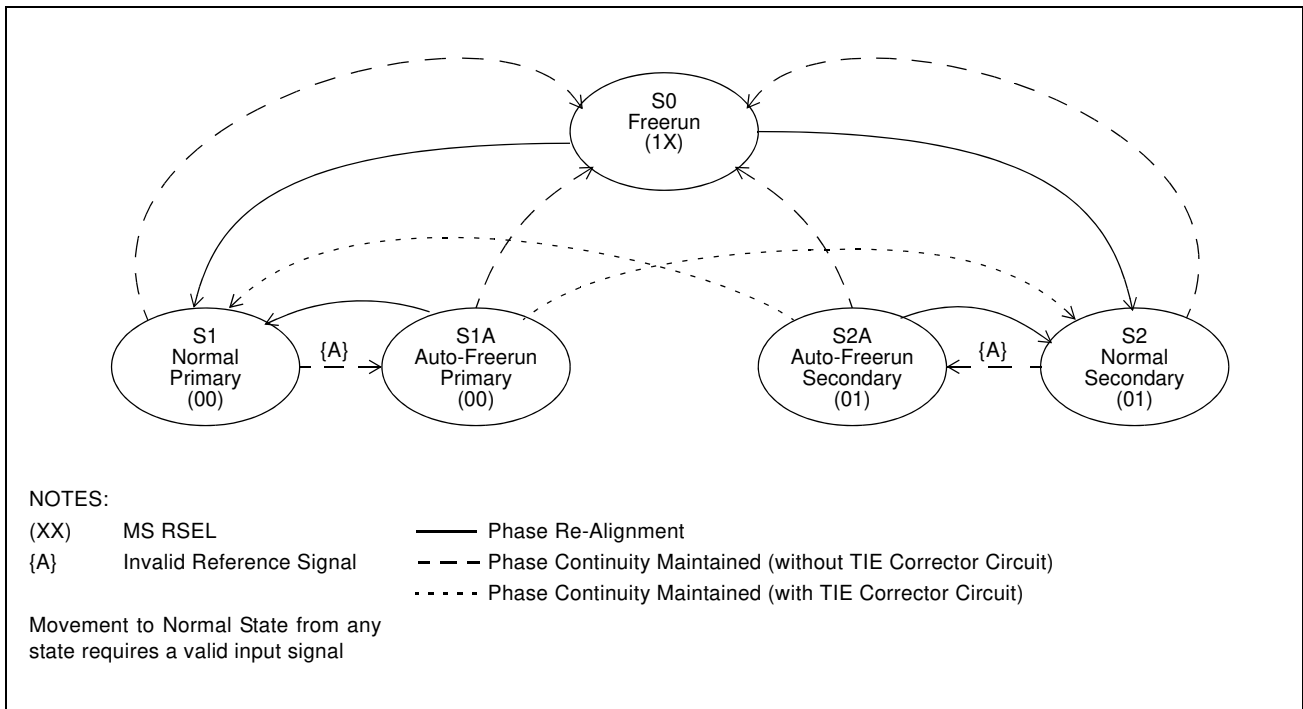 S0
Freerun
(1X)
S1
Normal
Primary
(00)
{A}
S1A
Auto-Freerun
Primary
(00)
S2A
Auto-Freerun
Secondary
(01)
{A}
S2
Normal
Secondary
(01)
NOTES:
(XX) MS RSEL
Phase Re-Alignment
{A} Invalid Reference Signal
Phase Continuity Maintained (without TIE Corrector Circuit)
Phase Continuity Maintained (with TIE Corrector Circuit)
Movement to Normal State from any
state requires a valid input signal